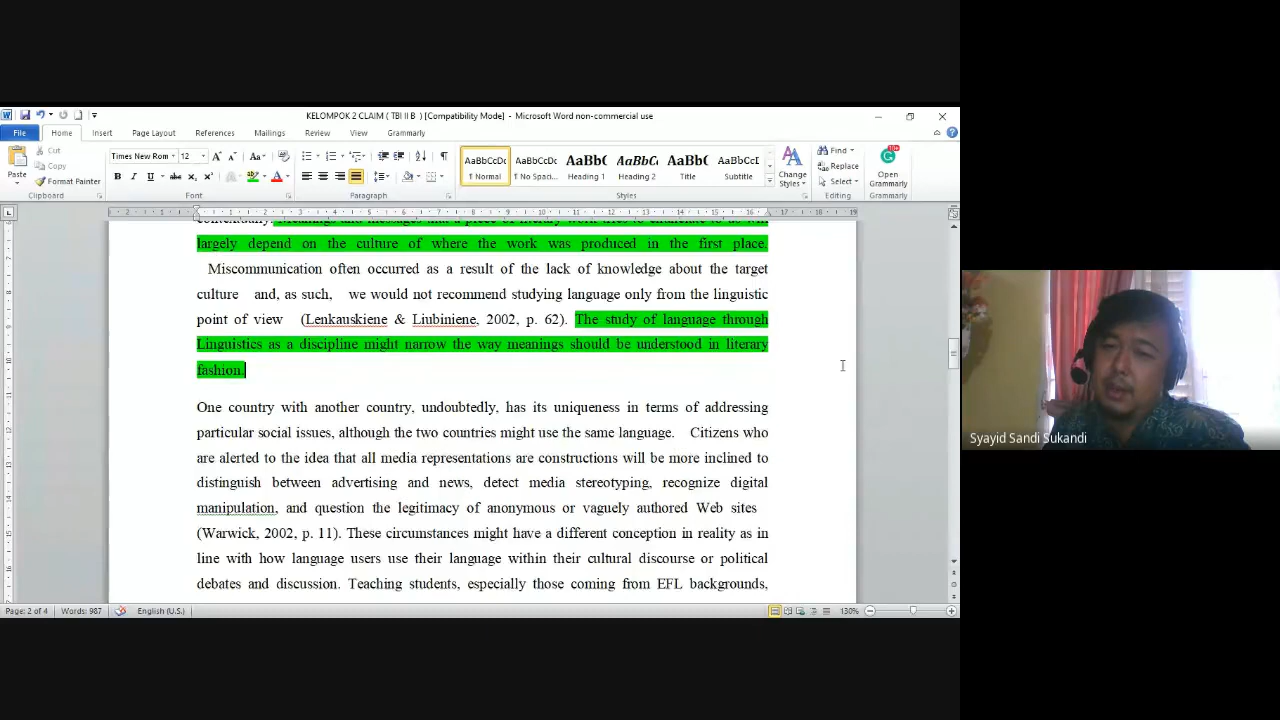 KELOMPOK 2 CLAIM ( TBI II B ) [Compatibility Mode] - Microsoft Word non-commercial use
File Home Insert Page Layout References Mailings Review View Grammarly
Cut
Copy
Format Painter
Paste
Clipboard
Times New Rom 12
Font
Paragraph
AaBbCcDc AaBbCcDc AaBbC AaBbCc AaBbC AaBbCcI
¶ Normal ¶ No Spac... Heading 1 Heading 2 Title Subtitle
Styles
Change Styles
Find
Replace
Select
Editing
Open Grammarly
Grammarly
largely depend on the culture of where the work was produced in the first place.
Miscommunication often occurred as a result of the lack of knowledge about the target
culture and, as such, we would not recommend studying language only from the linguistic
point of view (Lenkauskiene & Liubiniene, 2002, p. 62). The study of language through
Linguistics as a discipline might narrow the way meanings should be understood in literary
fashion.
One country with another country, undoubtedly, has its uniqueness in terms of addressing
particular social issues, although the two countries might use the same language. Citizens who
are alerted to the idea that all media representations are constructions will be more inclined to
distinguish between advertising and news, detect media stereotyping, recognize digital
manipulation, and question the legitimacy of anonymous or vaguely authored Web sites
(Warwick, 2002, p. 11). These circumstances might have a different conception in reality as in
line with how language users use their language within their cultural discourse or political
debates and discussion. Teaching students, especially those coming from EFL backgrounds,
Page: 2 of 4 Words: 987 English (U.S.) 130%
Syayid Sandi Sukandi